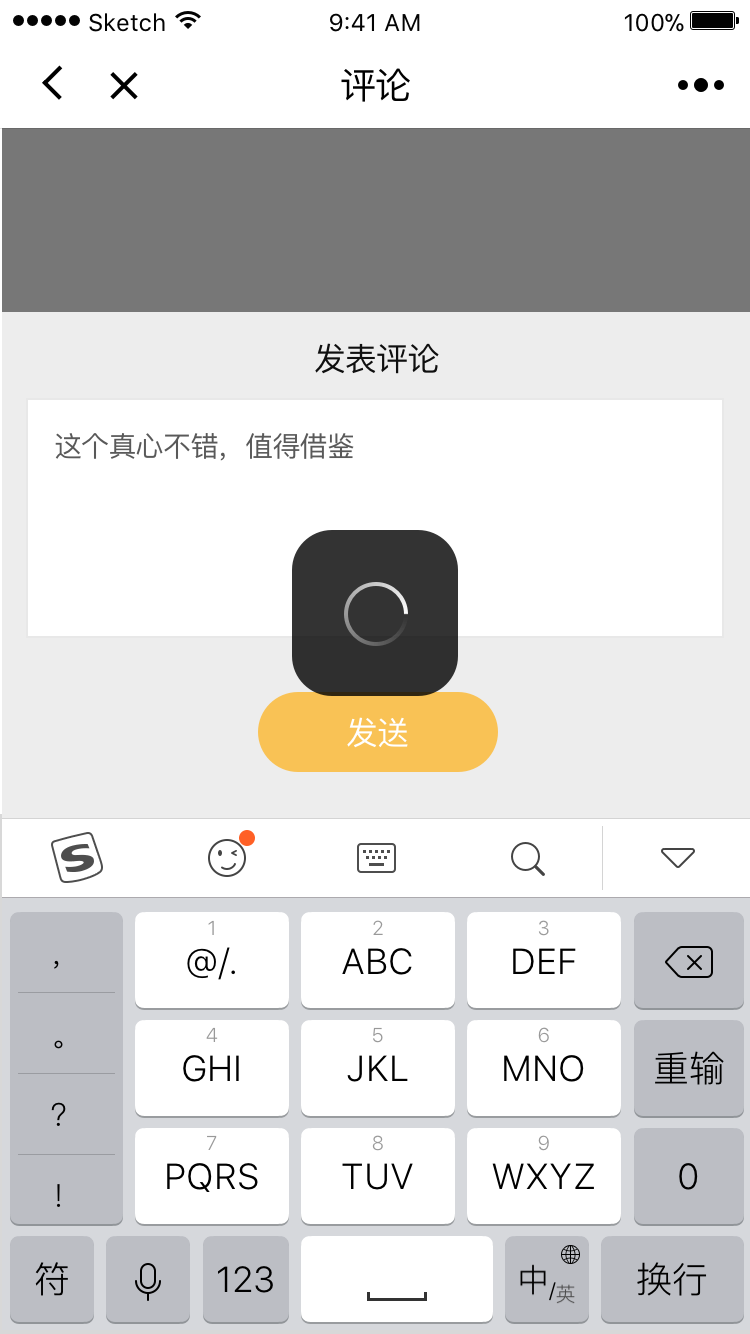 Sketch 9:41 AM 100%
评论
发表评论
这个真心不错，值得借鉴
发送
S
， 1 2 3
@/. ABC DEF
。 4 5 6
GHI JKL MNO 重输
？ 7 8 9
PQRS TUV WXYZ 0
！
符 123 中/英 换行